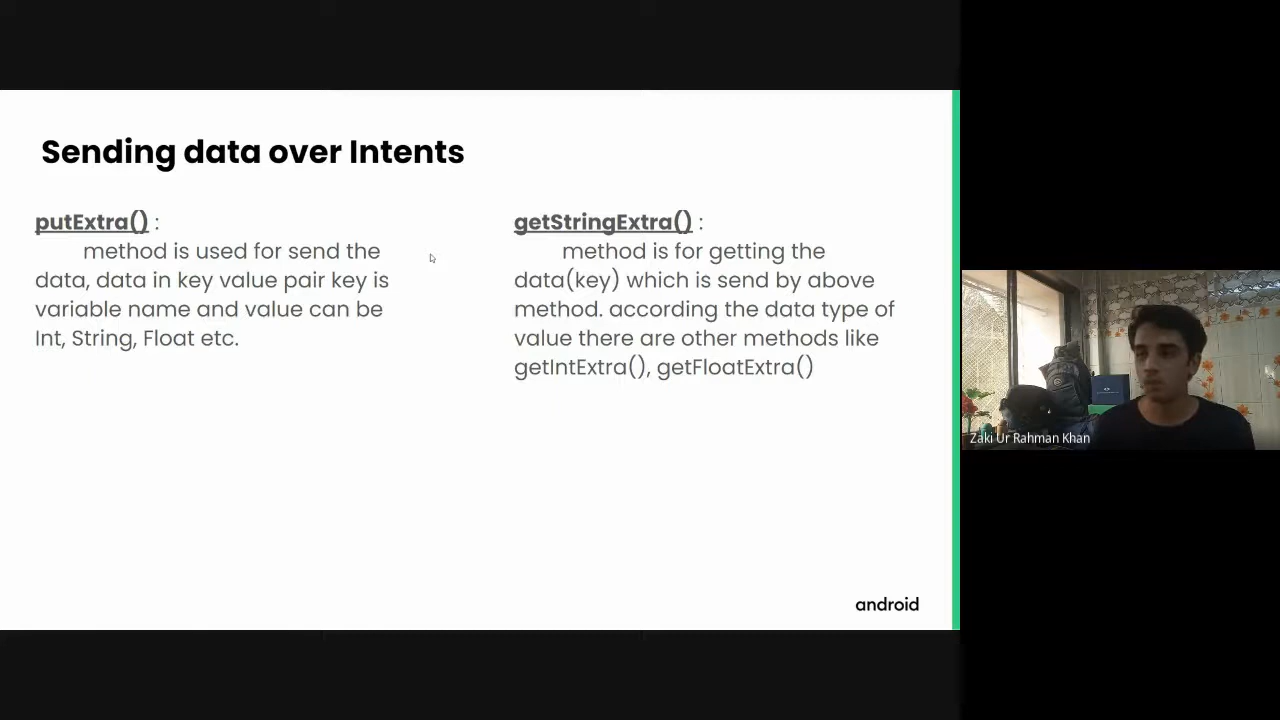 Sending data over Intents
putExtra() :
method is used for send the
data, data in key value pair key is
variable name and value can be
Int, String, Float etc.
getStringExtra() :
method is for getting the
data(key) which is send by above
method. according the data type of
value there are other methods like
getIntExtra(), getFloatExtra()
android
Zaki Ur Rahman Khan